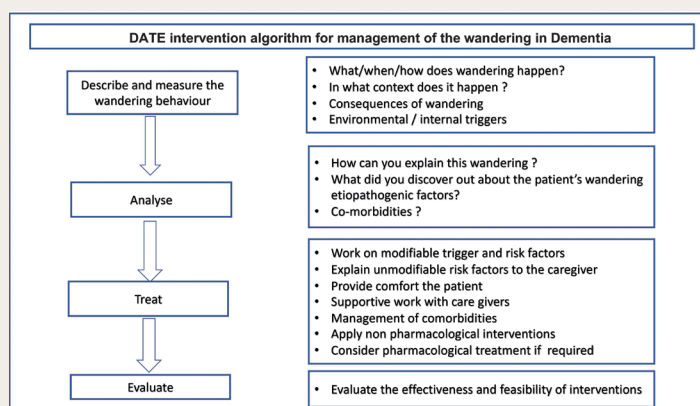 DATE intervention algorithm for management of the wandering in Dementia
Describe and measure the
wandering behaviour
• What/when/how does wandering happen?
• In what context does it happen ?
• Consequences of wandering
• Environmental / internal triggers
Analyse
• How can you explain this wandering ?
• What did you discover out about the patient's wandering
etiopathogenic factors?
• Co-morbidities ?
Treat
• Work on modifiable trigger and risk factors
• Explain unmodifiable risk factors to the caregiver
• Provide comfort the patient
• Supportive work with care givers
• Management of comorbidities
• Apply non pharmacological interventions
• Consider pharmacological treatment if required
Evaluate
• Evaluate the effectiveness and feasibility of interventions